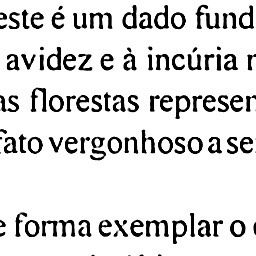 este é um dado fund
avidez e à incúria
as florestas represen
fato vergonhoso a se
forma exemplar o